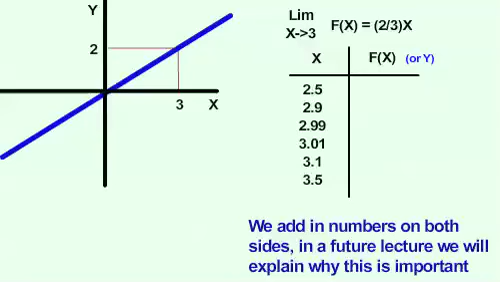 Y
2
3 X
Lim
X->3 F(X) = (2/3)X
X F(X) (or Y)
2.5
2.9
2.99
3.01
3.1
3.5
We add in numbers on both
sides, in a future lecture we will
explain why this is important